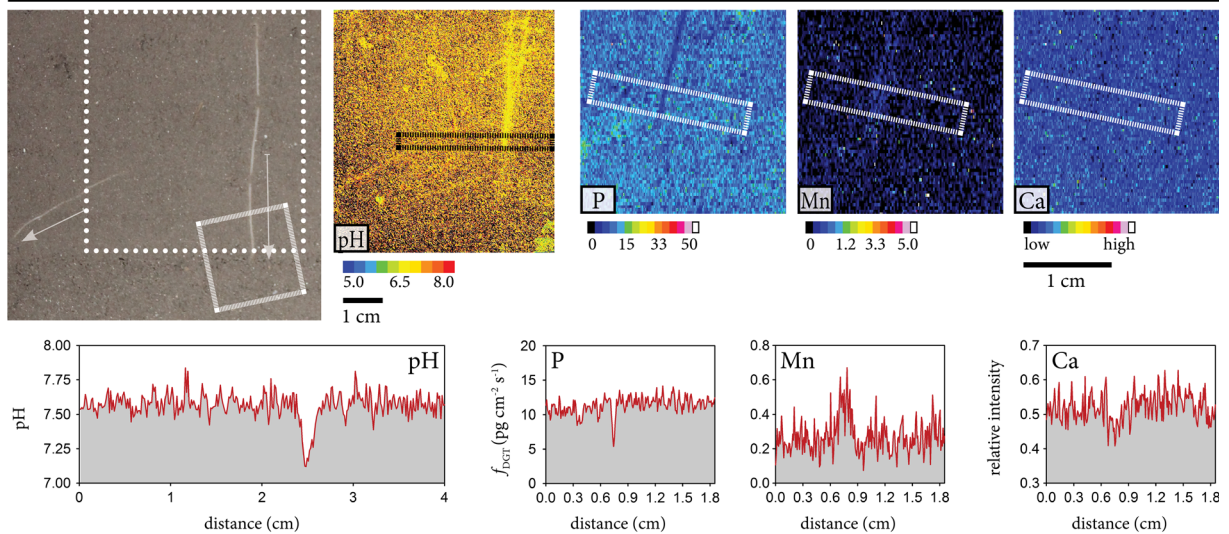 pH
P
Mn
Ca
5.0 6.5 8.0
0 15 33 50
0 1.2 3.3 5.0
low high
1 cm
1 cm
pH
8.00
7.75
7.50
7.25
7.00
pH
0 1 2 3 4
distance (cm)
P
20
15
10
5
0
fDGT (pg cm⁻² s⁻¹)
0.0 0.3 0.6 0.9 1.2 1.5 1.8
distance (cm)
Mn
0.8
0.6
0.4
0.2
0.0
0.0 0.3 0.6 0.9 1.2 1.5 1.8
distance (cm)
Ca
0.7
0.6
0.5
0.4
0.3
relative intensity
0.0 0.3 0.6 0.9 1.2 1.5 1.8
distance (cm)